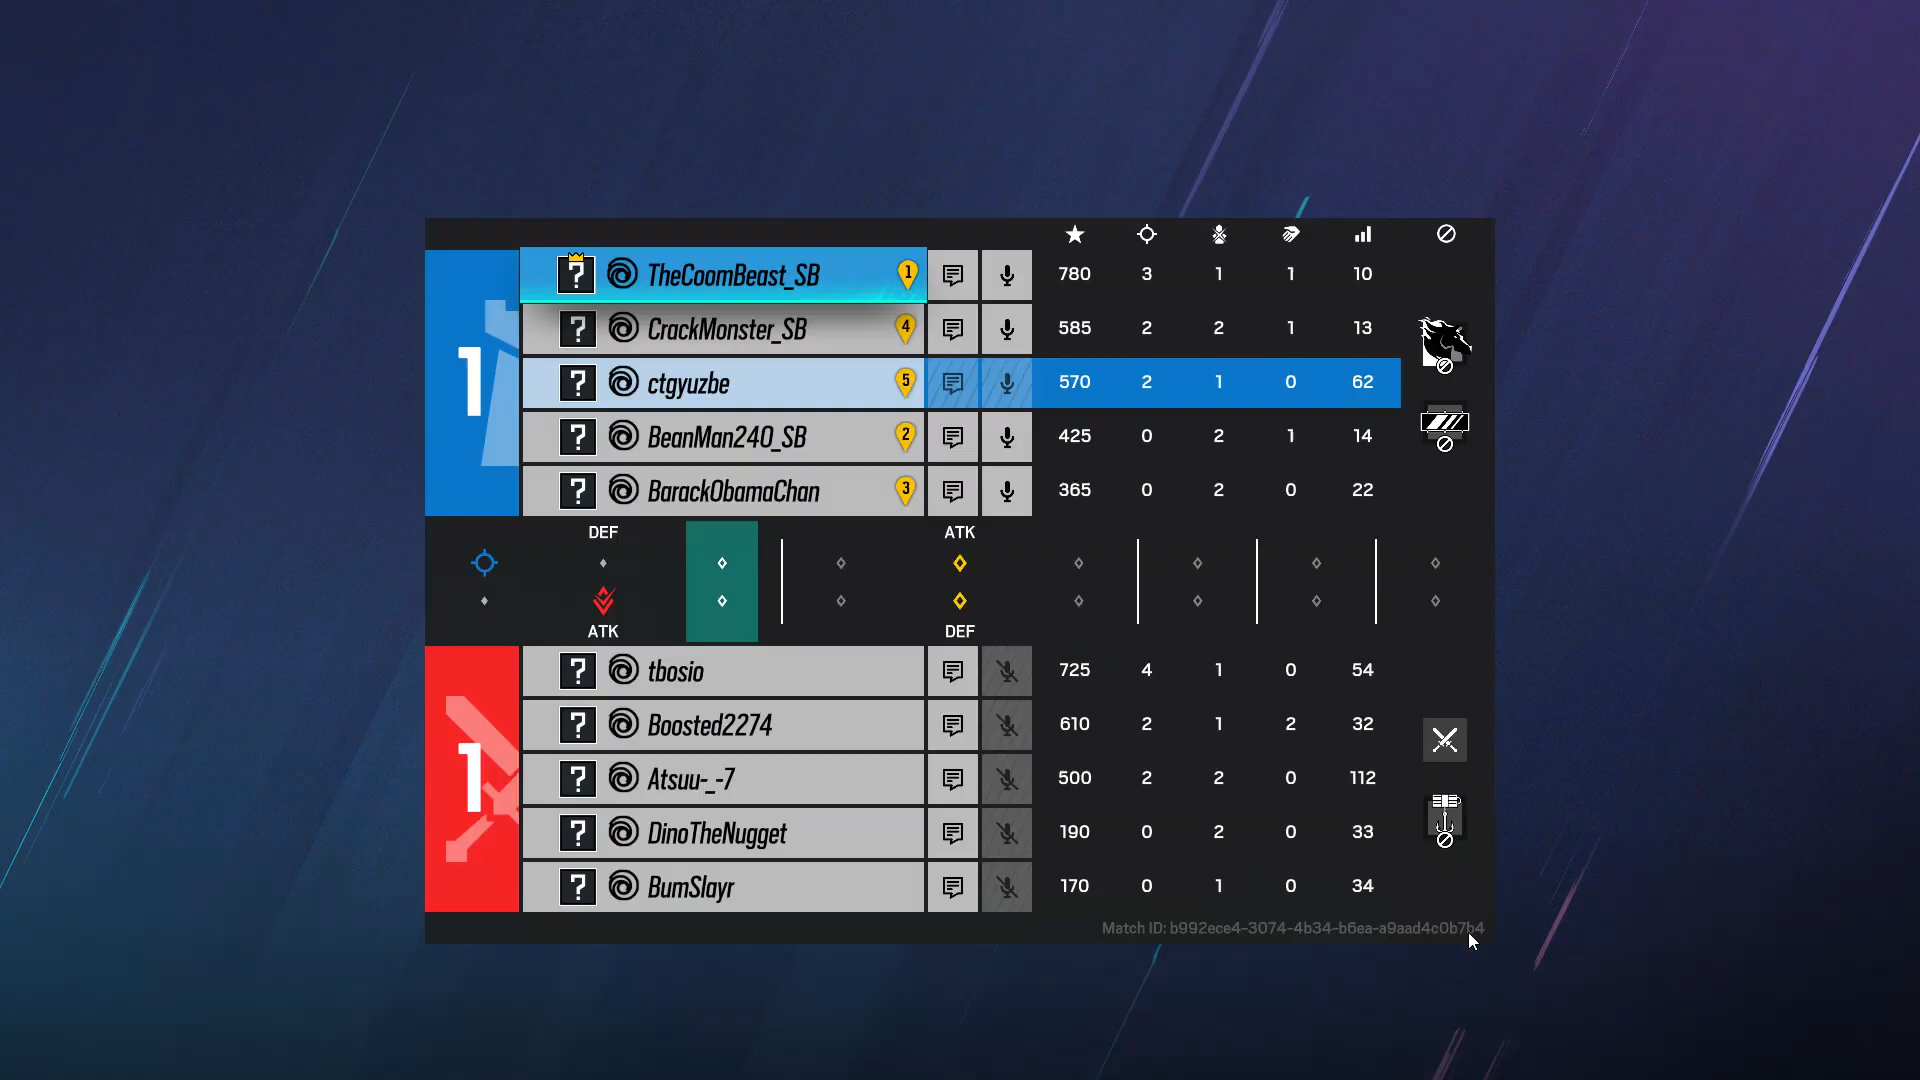 ? TheCoomBeast_SB 1 780 3 1 1 10
? CrackMonster_SB 4 585 2 2 1 13
1 ? ctgyuzbe 5 570 2 1 0 62
? BeanMan240_SB 2 425 0 2 1 14
? BarackObamaChan 3 365 0 2 0 22
DEF ATK
ATK DEF
? tbosio 725 4 1 0 54
? Boosted2274 610 2 1 2 32
1 ? Atsuu-_-7 500 2 2 0 112
? DinoTheNugget 190 0 2 0 33
? BumSlayr 170 0 1 0 34
Match ID: b992ece4-3074-4b34-b6ea-a9aad4c0b7b4